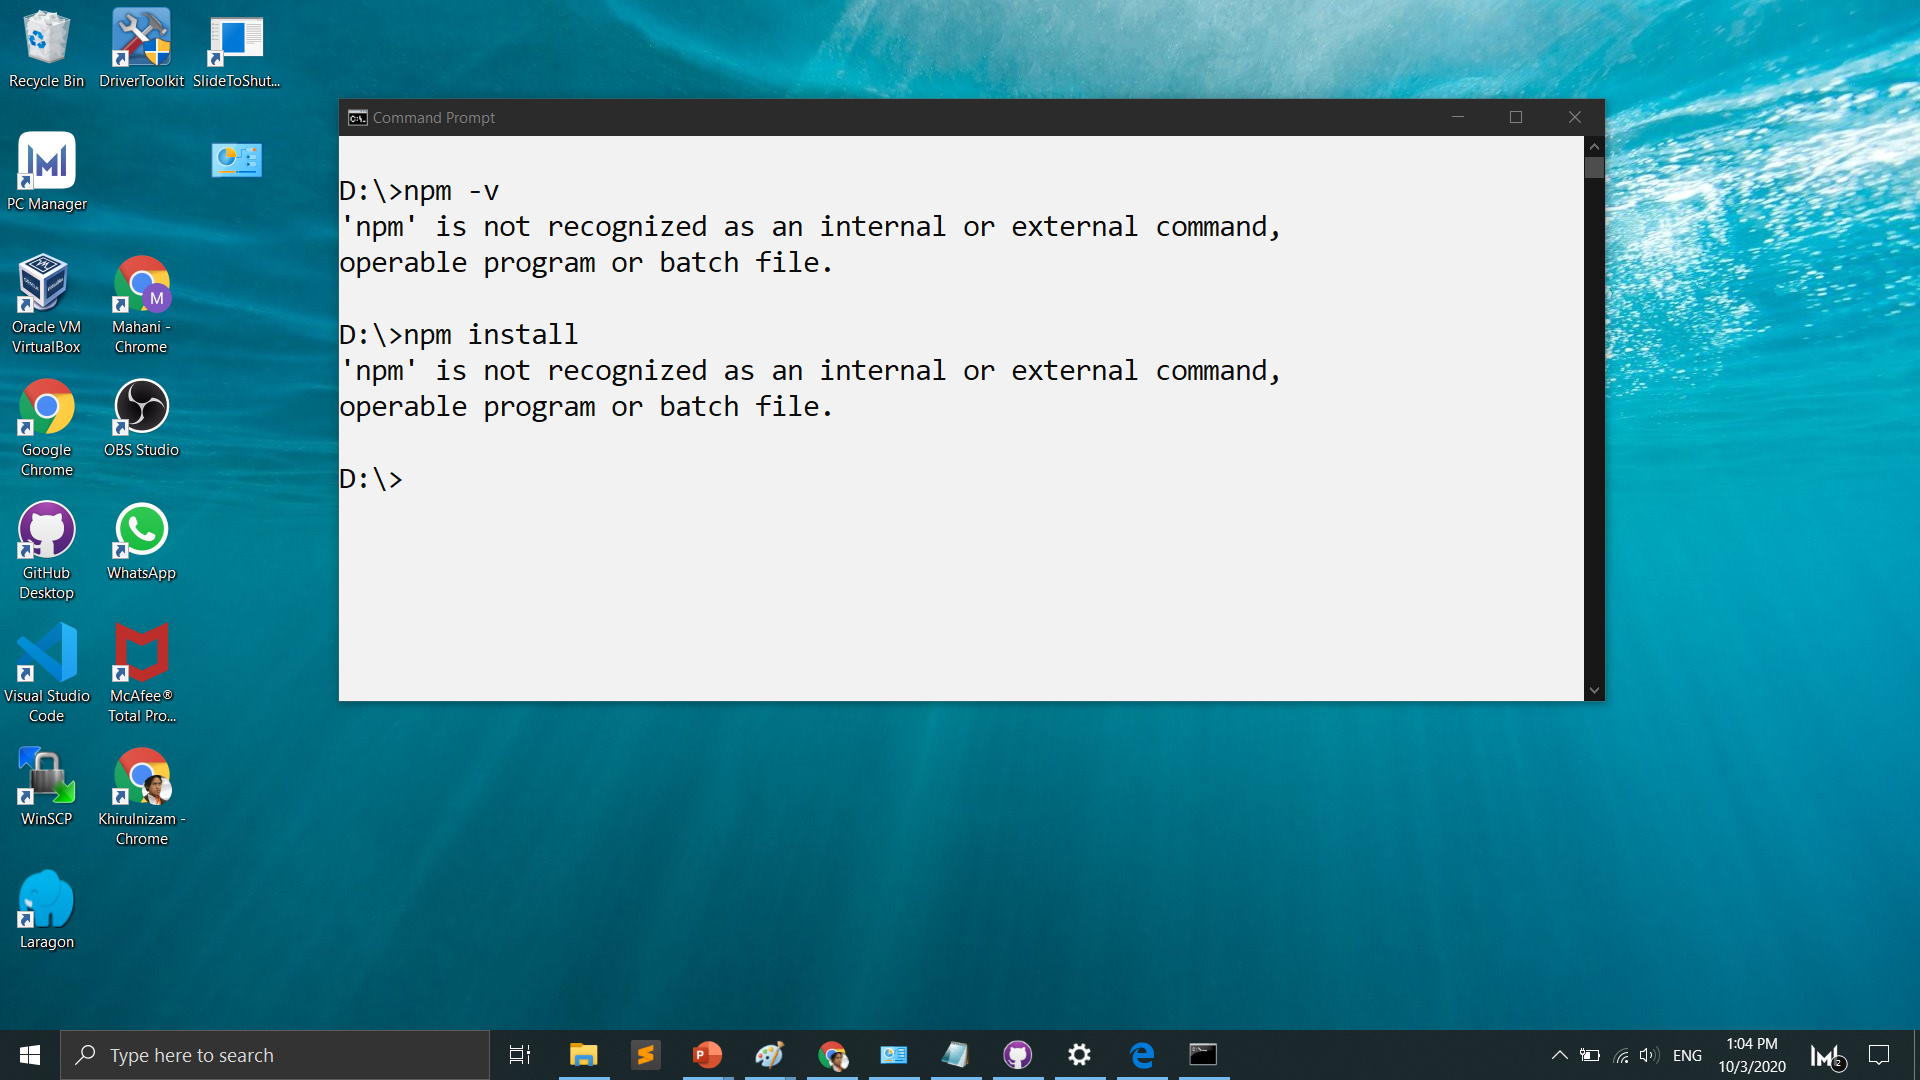 Recycle Bin
DriverToolkit
SlideToShut...
PC Manager
Oracle VM
VirtualBox
Mahani -
Chrome
M
Google
Chrome
OBS Studio
GitHub
Desktop
WhatsApp
Visual Studio
Code
McAfee®
Total Pro...
WinSCP
Khirulnizam -
Chrome
Laragon
Command Prompt
D:\>npm -v
'npm' is not recognized as an internal or external command,
operable program or batch file.
D:\>npm install
'npm' is not recognized as an internal or external command,
operable program or batch file.
D:\>
Type here to search
ENG
1:04 PM
10/3/2020
2